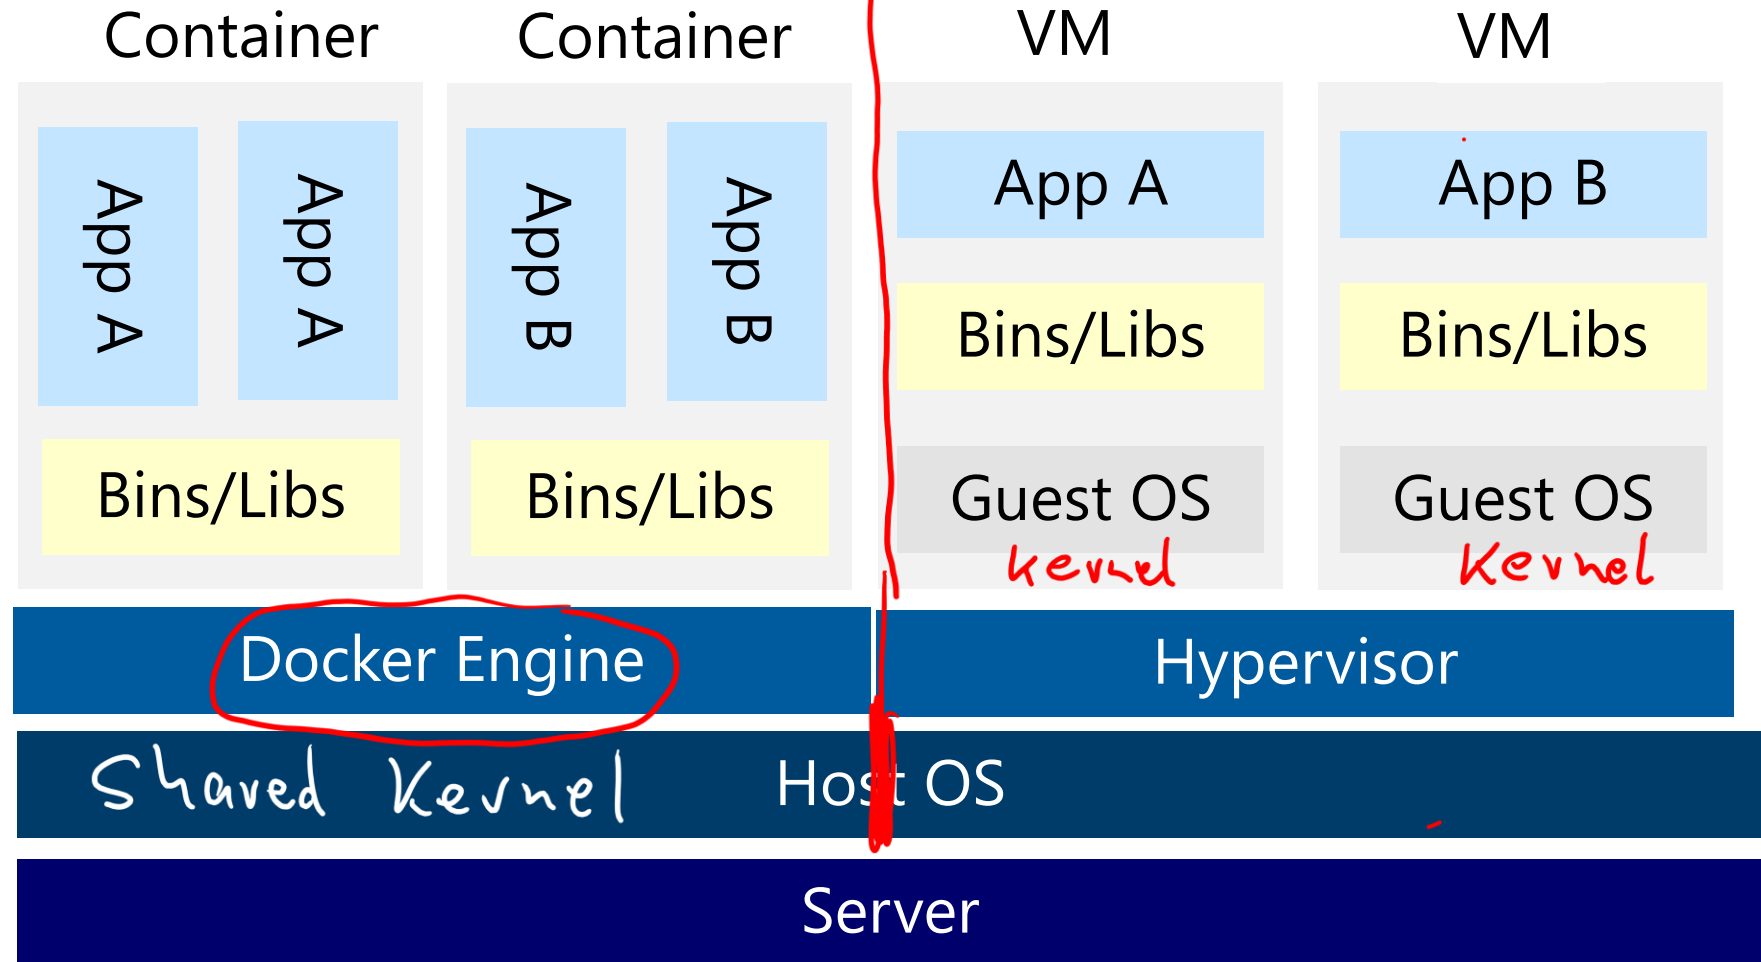 Container Container VM VM
App A App A App B App B App A App B
Bins/Libs Bins/Libs
Bins/Libs Bins/Libs Guest OS Guest OS
Kernel Kernel
Docker Engine Hypervisor
Shared Kernel Host OS
Server